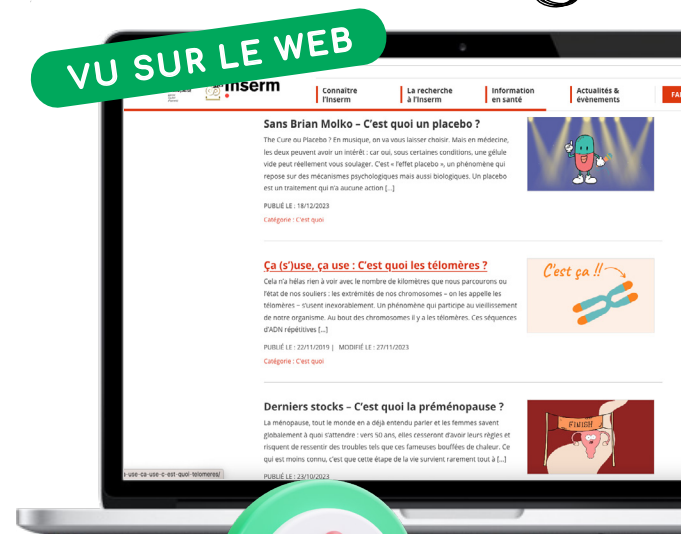 VU SUR LE WEB
Inserm
Connaître
l'Inserm
La recherche
à l'Inserm
Information
en santé
Actualités &
évènements
Sans Brian Molko – C'est quoi un placebo ?
The Cure ou Placebo ? En musique, on va vous laisser choisir. Mais en médecine,
les deux peuvent avoir un intérêt : car oui, sous certaines conditions, une gélule
vide peut réellement vous soulager. C'est « l'effet placebo », un phénomène qui
repose sur des mécanismes psychologiques mais aussi biologiques. Un placebo
est un traitement qui n'a aucune action [...]
PUBLIÉ LE : 18/12/2023
Catégorie : C'est quoi
Ça (s')use, ça use : C'est quoi les télomères ?
Cela n'a hélas rien à voir avec le nombre de kilomètres que nous parcourons ou
l'état de nos souliers : les extrémités de nos chromosomes – on les appelle les
télomères – s'usent inexorablement. Un phénomène qui participe au vieillissement
de notre organisme. Au bout des chromosomes il y a les télomères. Ces séquences
d'ADN répétitives [...]
C'est ça !!
PUBLIÉ LE : 22/11/2019 | MODIFIÉ LE : 27/11/2023
Catégorie : C'est quoi
Derniers stocks – C'est quoi la préménopause ?
La ménopause, tout le monde en a déjà entendu parler et les femmes savent
globalement à quoi s'attendre : vers 50 ans, elles cesseront d'avoir leurs règles et
risquent de ressentir des troubles tels que ces fameuses bouffées de chaleur. Ce
qui est moins connu, c'est que cette étape de la vie survient rarement tout à [...]
FINISH
PUBLIÉ LE : 23/10/2023
-use-ca-use-c-est-quoi-telomeres/